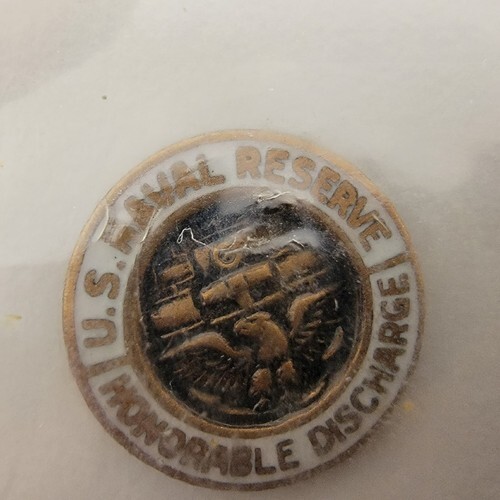 U.S. NAVAL RESERVE
HONORABLE DISCHARGE